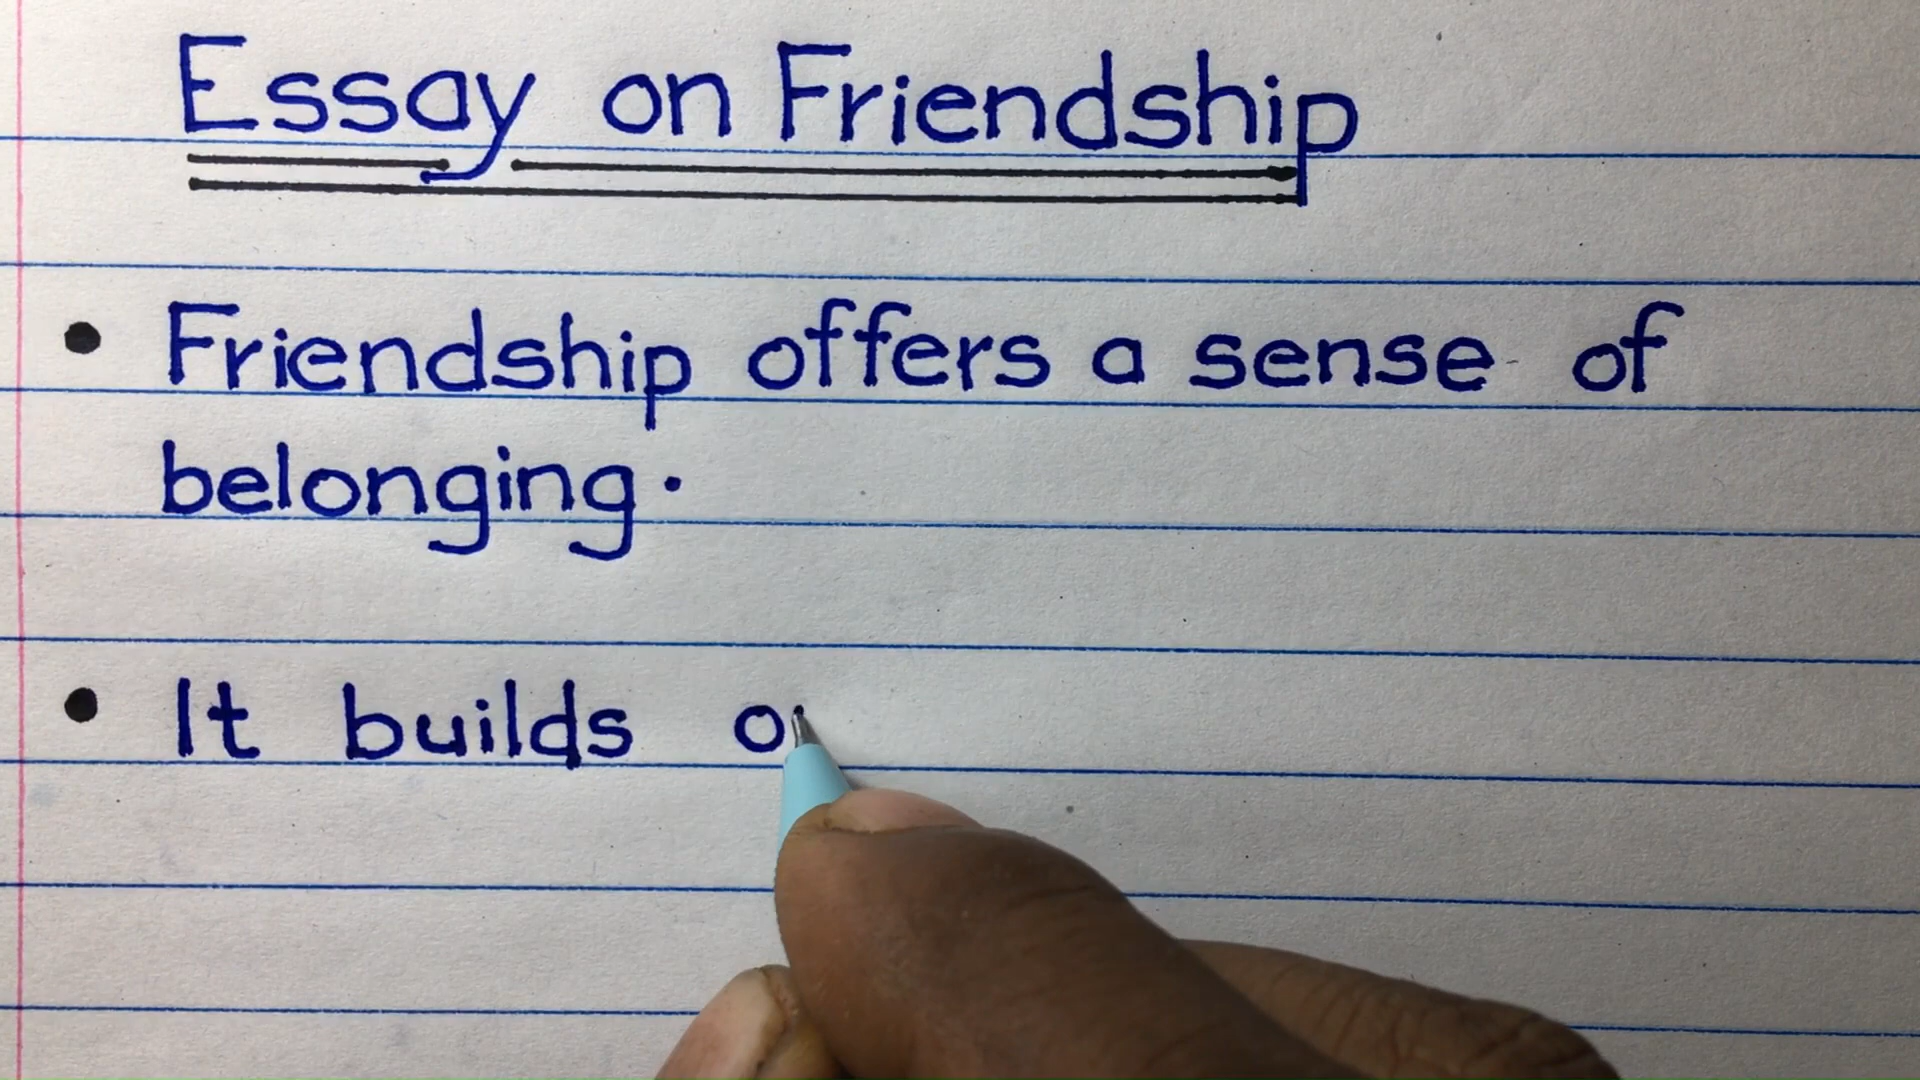 Essay on Friendship
• Friendship offers a sense of
belonging.
• It builds o